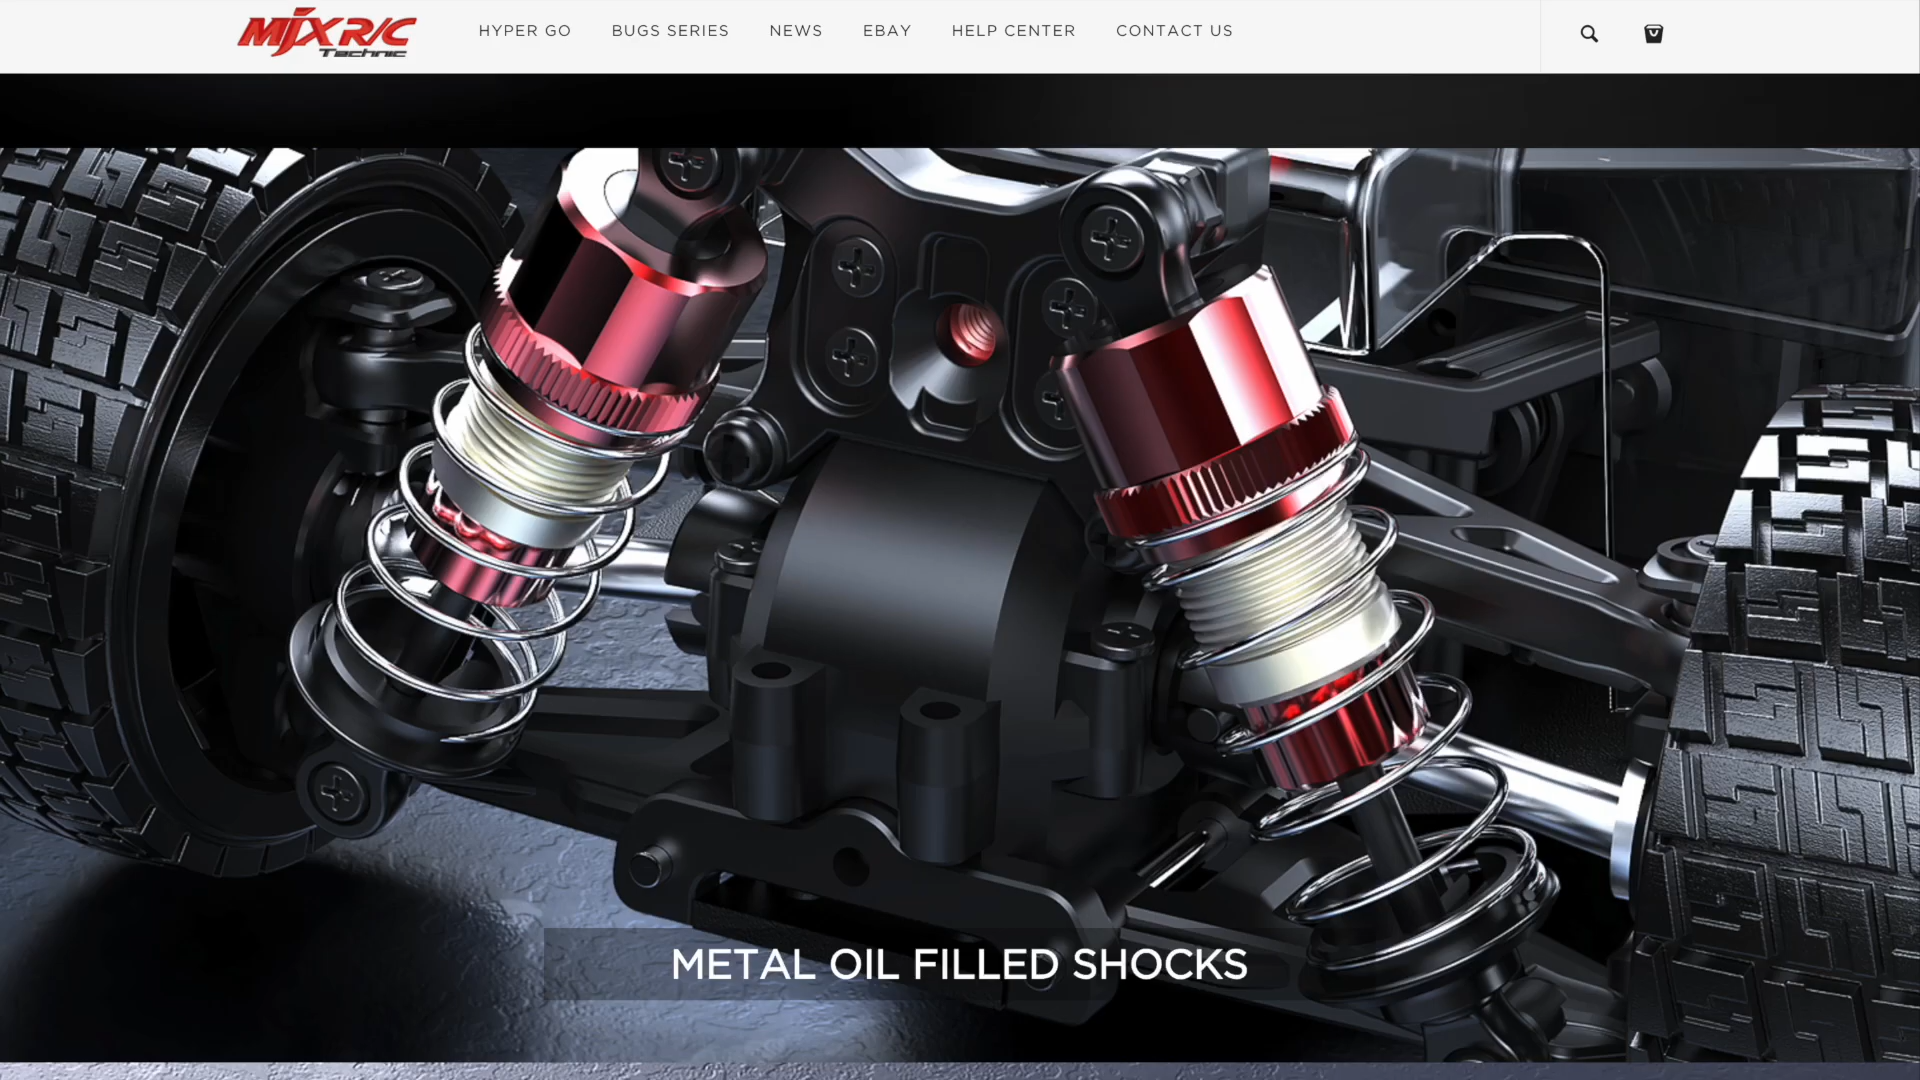 MJX R/C
Technic
HYPER GO
BUGS SERIES
NEWS
EBAY
HELP CENTER
CONTACT US
METAL OIL FILLED SHOCKS